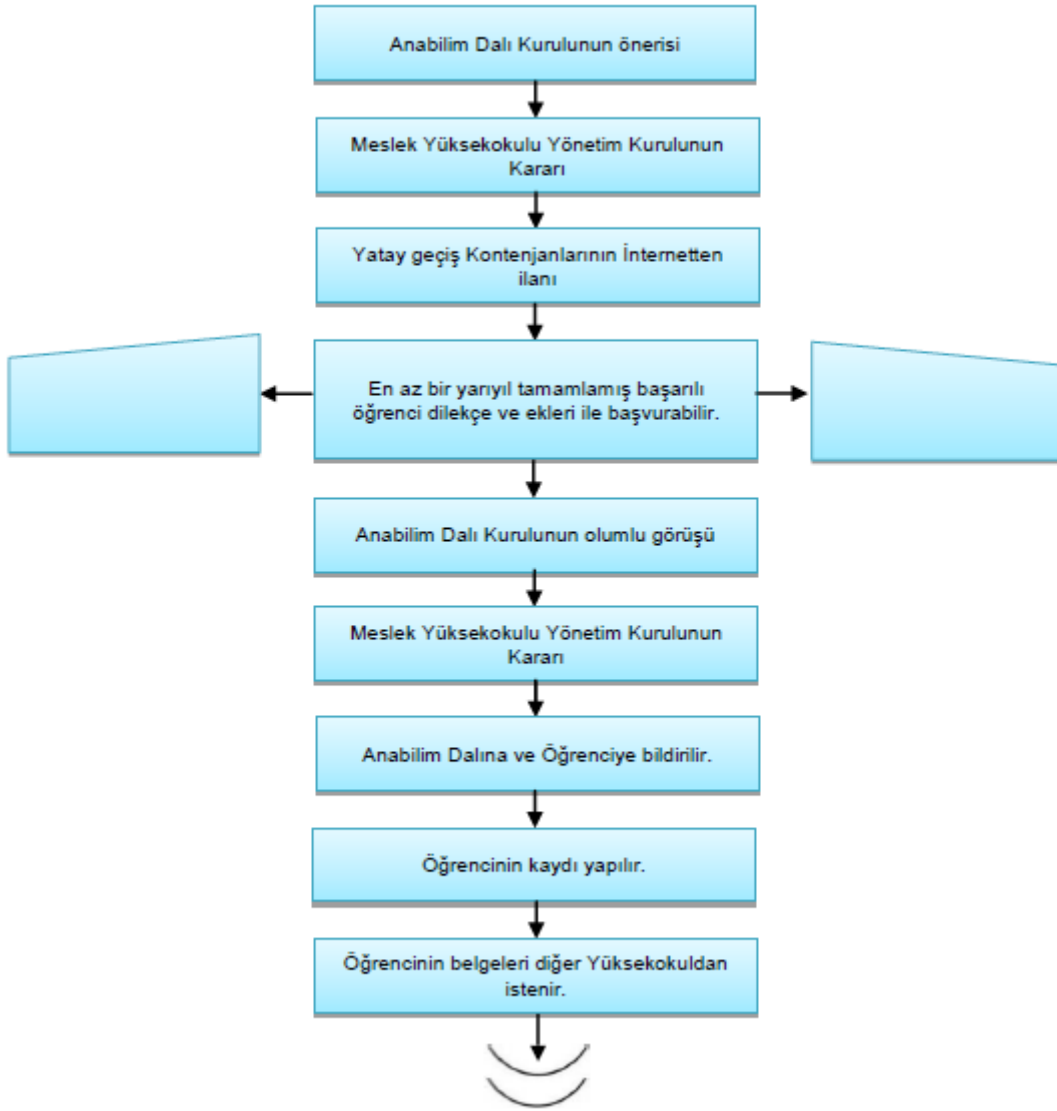 Anabilim Dalı Kurulunun önerisi
Meslek Yüksekokulu Yönetim Kurulunun
Kararı
Yatay geçiş Kontenjanlarının İnternetten
ilanı
En az bir yarıyıl tamamlamış başarılı
öğrenci dilekçe ve ekleri ile başvurabilir.
Anabilim Dalı Kurulunun olumlu görüşü
Meslek Yüksekokulu Yönetim Kurulunun
Kararı
Anabilim Dalına ve Öğrenciye bildirilir.
Öğrencinin kaydı yapılır.
Öğrencinin belgeleri diğer Yüksekokuldan
istenir.